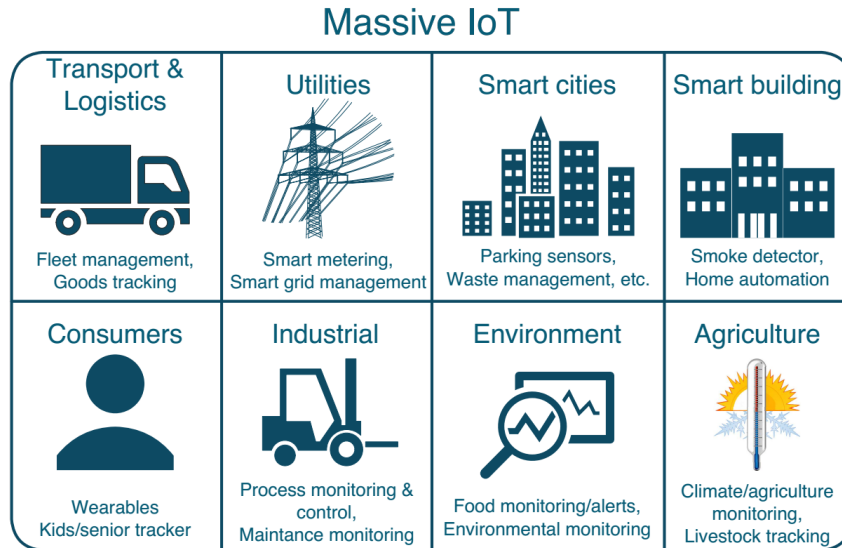 Massive IoT
Transport &
Logistics
Fleet management,
Goods tracking
Utilities
Smart metering,
Smart grid management
Smart cities
Parking sensors,
Waste management, etc.
Smart building
Smoke detector,
Home automation
Consumers
Wearables
Kids/senior tracker
Industrial
Process monitoring &
control,
Maintance monitoring
Environment
Food monitoring/alerts,
Environmental monitoring
Agriculture
Climate/agriculture
monitoring,
Livestock tracking